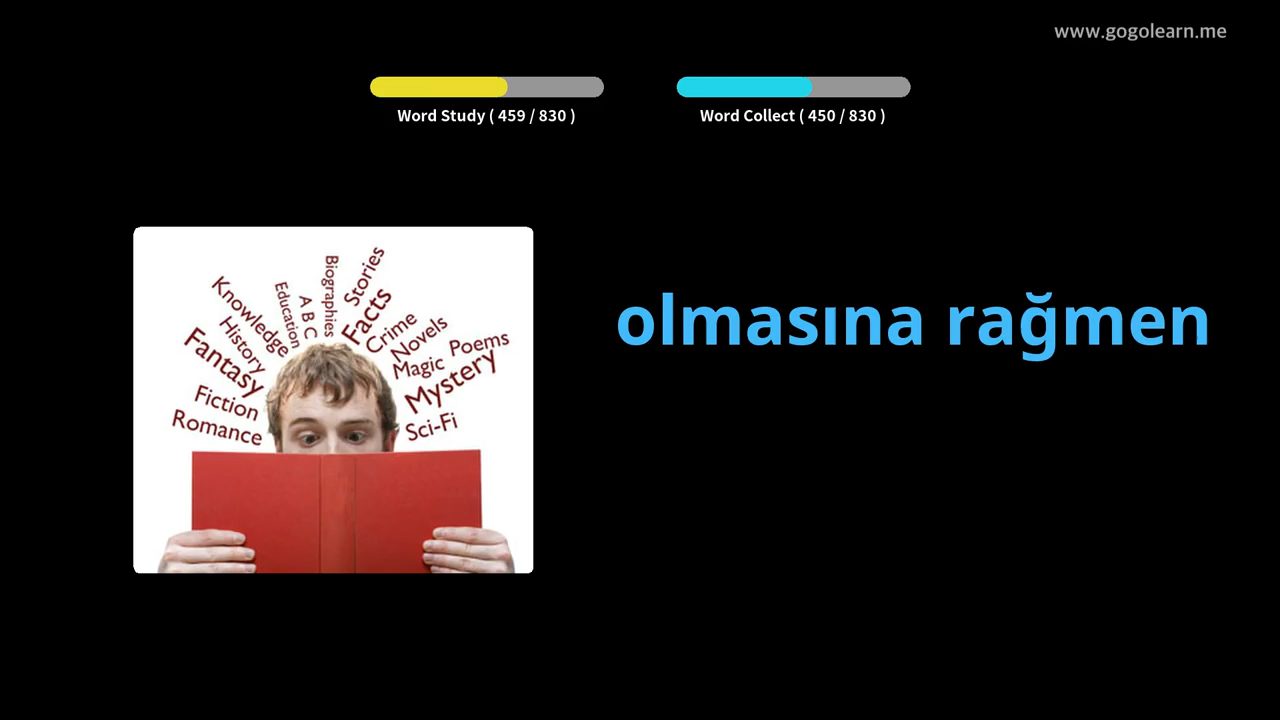 www.gogolearn.me
Word Study ( 459 / 830 )
Word Collect ( 450 / 830 )
olmasına rağmen
Knowledge
History
Fantasy
Fiction
Romance
Education
A B C
Biographies
Stories
Facts
Crime
Novels
Magic
Poems
Mystery
Sci-Fi